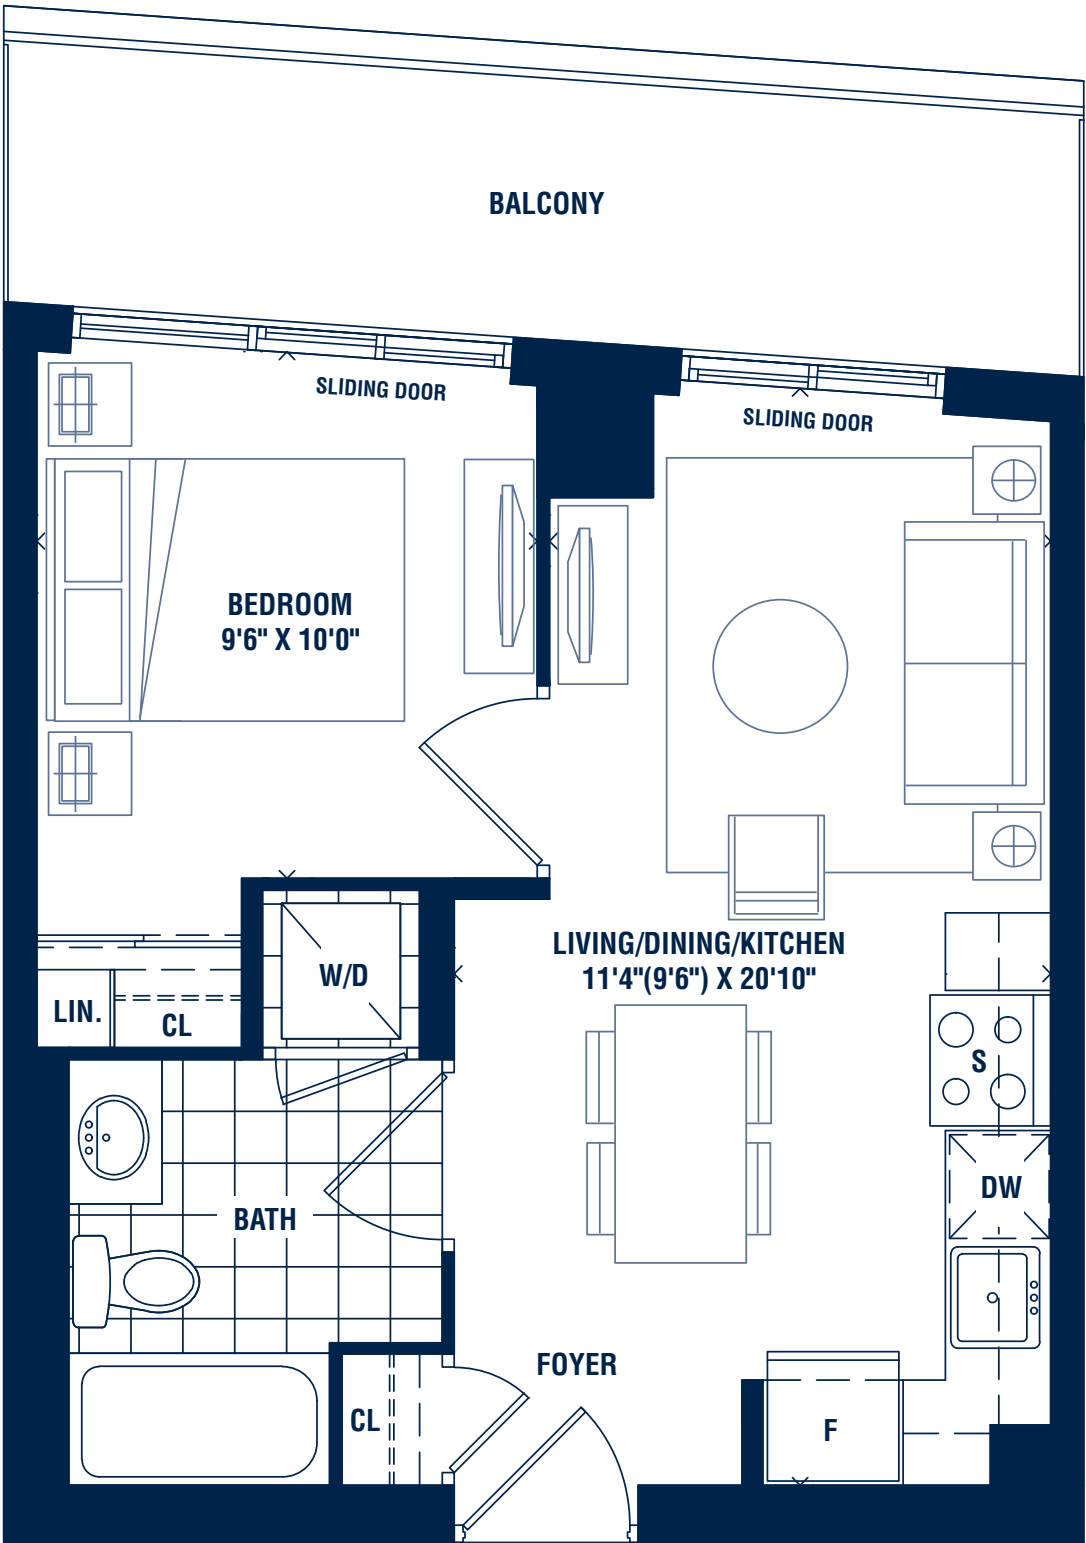 BALCONY
SLIDING DOOR
SLIDING DOOR
BEDROOM
9'6" X 10'0"
LIVING/DINING/KITCHEN
11'4"(9'6") X 20'10"
W/D
LIN.
CL
S
DW
BATH
FOYER
CL
F